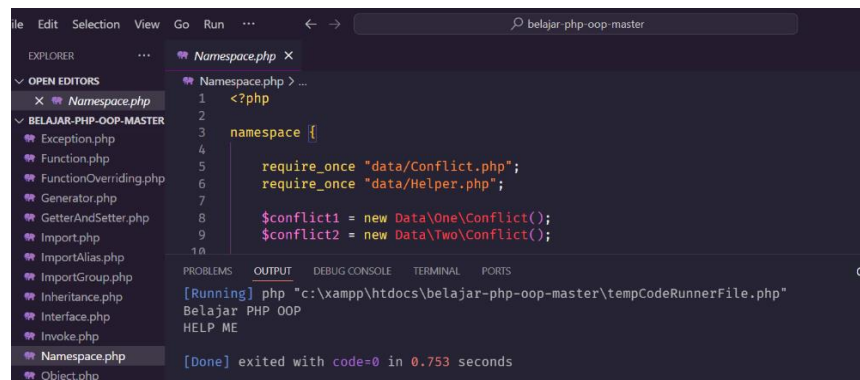 ile Edit Selection View Go Run ··· ← → belajar-php-oop-master
EXPLORER ···
OPEN EDITORS
× Namespace.php
BELAJAR-PHP-OOP-MASTER
Exception.php
Function.php
FunctionOverriding.php
Generator.php
GetterAndSetter.php
Import.php
ImportAlias.php
ImportGroup.php
Inheritance.php
Interface.php
Invoke.php
Namespace.php
Object.php
Namespace.php ×
Namespace.php > ...
1 <?php
2
3 namespace {
4
5 require_once "data/Conflict.php";
6 require_once "data/Helper.php";
7
8 $conflict1 = new Data\One\Conflict();
9 $conflict2 = new Data\Two\Conflict();
10
PROBLEMS OUTPUT DEBUG CONSOLE TERMINAL PORTS
[Running] php "c:\xampp\htdocs\belajar-php-oop-master\tempCodeRunnerFile.php"
Belajar PHP OOP
HELP ME
[Done] exited with code=0 in 0.753 seconds